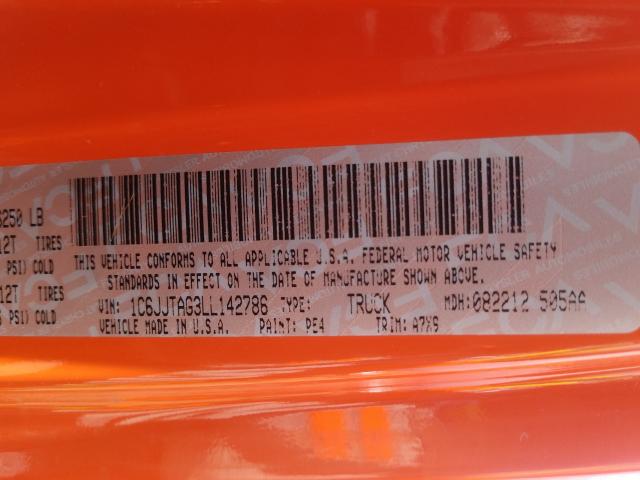 6250 LB
12T TIRES
PSI) COLD
12T TIRES
PSI) COLD
THIS VEHICLE CONFORMS TO ALL APPLICABLE U.S.A. FEDERAL MOTOR VEHICLE SAFETY
STANDARDS IN EFFECT ON THE DATE OF MANUFACTURE SHOWN ABOVE.
VIN: 1C6JJTAG3LL142786 TYPE: TRUCK MDH: 082212 505AA
VEHICLE MADE IN U.S.A. PAINT: PE4 TRIM: A7X9